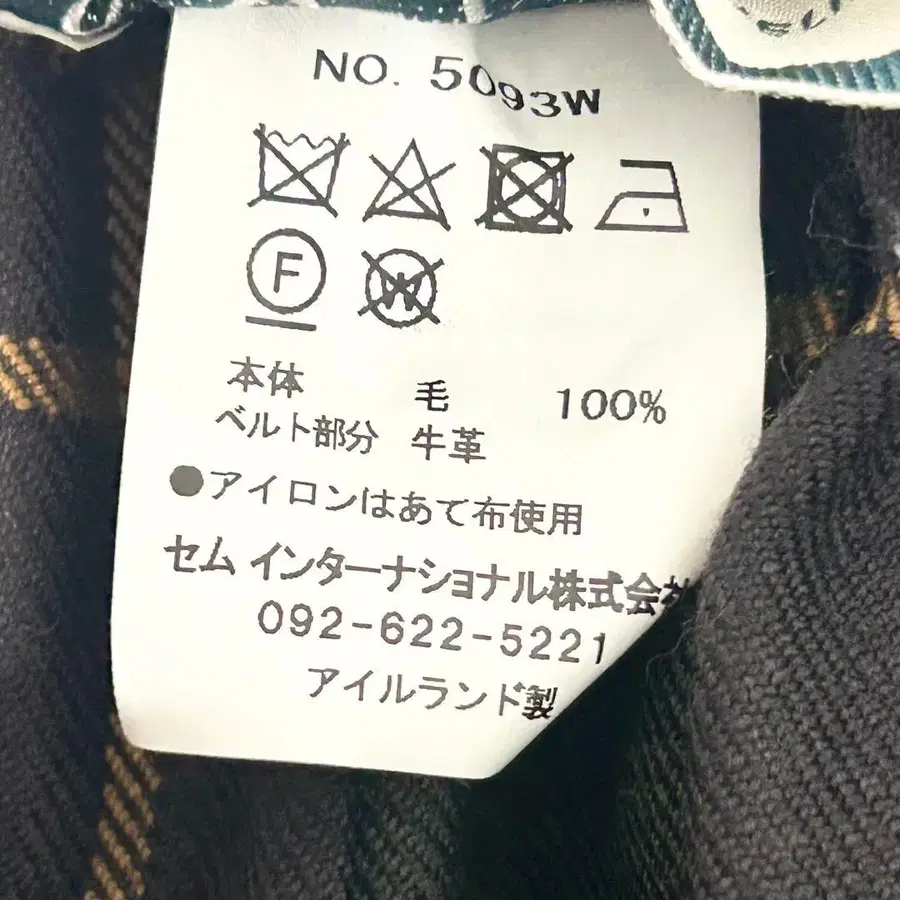 NO. 5093W
F
W
本体 毛 100%
ベルト部分 牛革
●アイロンはあて布使用
セム インターナショナル株式会社
092-622-5221
アイルランド製